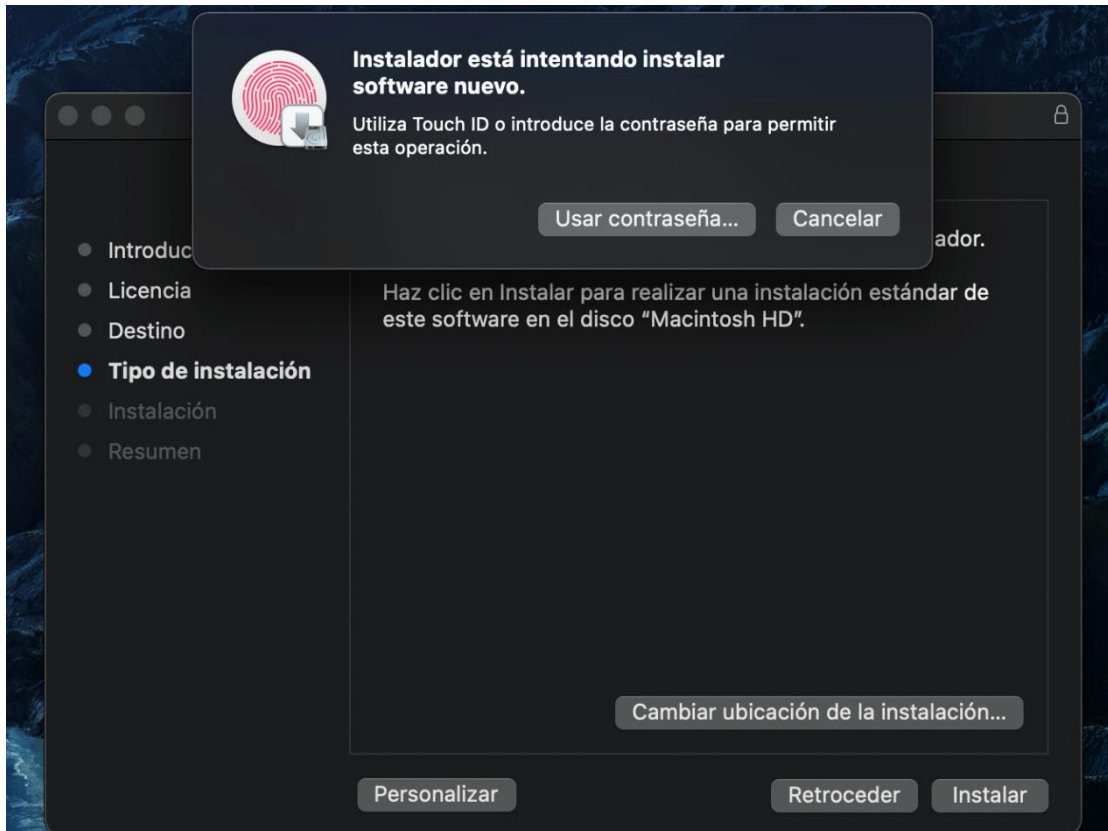 Instalador está intentando instalar
software nuevo.
Utiliza Touch ID o introduce la contraseña para permitir
esta operación.
Usar contraseña...
Cancelar
ador.
Introduc
Licencia
Destino
Tipo de instalación
Instalación
Resumen
Haz clic en Instalar para realizar una instalación estándar de
este software en el disco “Macintosh HD”.
Cambiar ubicación de la instalación...
Personalizar
Retroceder
Instalar